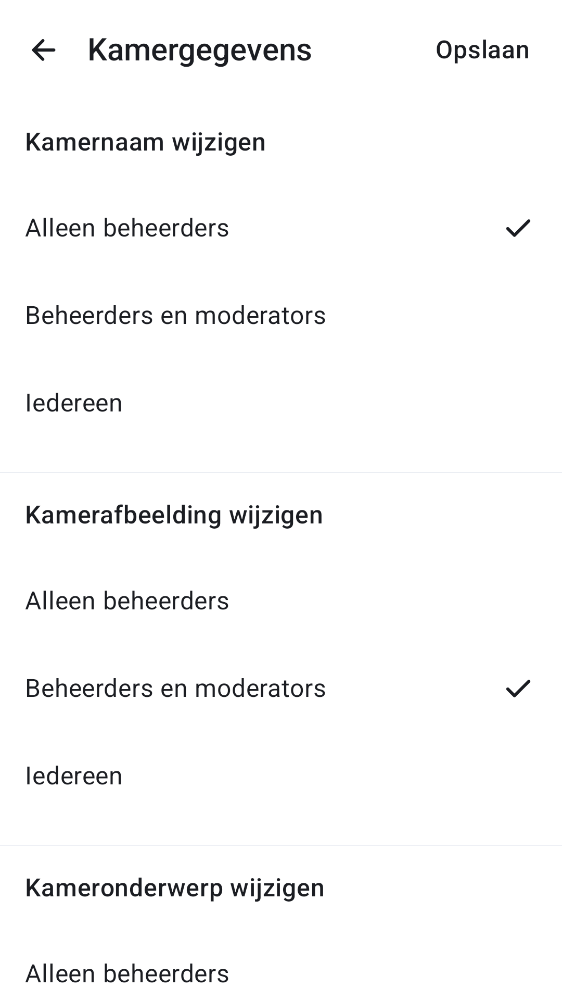 Kamergegevens Opslaan
Kamernaam wijzigen
Alleen beheerders
Beheerders en moderators
Iedereen
Kamerafbeelding wijzigen
Alleen beheerders
Beheerders en moderators
Iedereen
Kameronderwerp wijzigen
Alleen beheerders